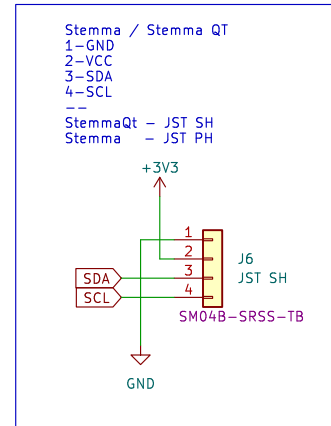 Stemma / Stemma QT
1-GND
2-VCC
3-SDA
4-SCL
--
StemmaQt - JST SH
Stemma   - JST PH
+3V3
1
2
3
4
J6
JST SH
SDA
SCL
SM04B-SRSS-TB
GND